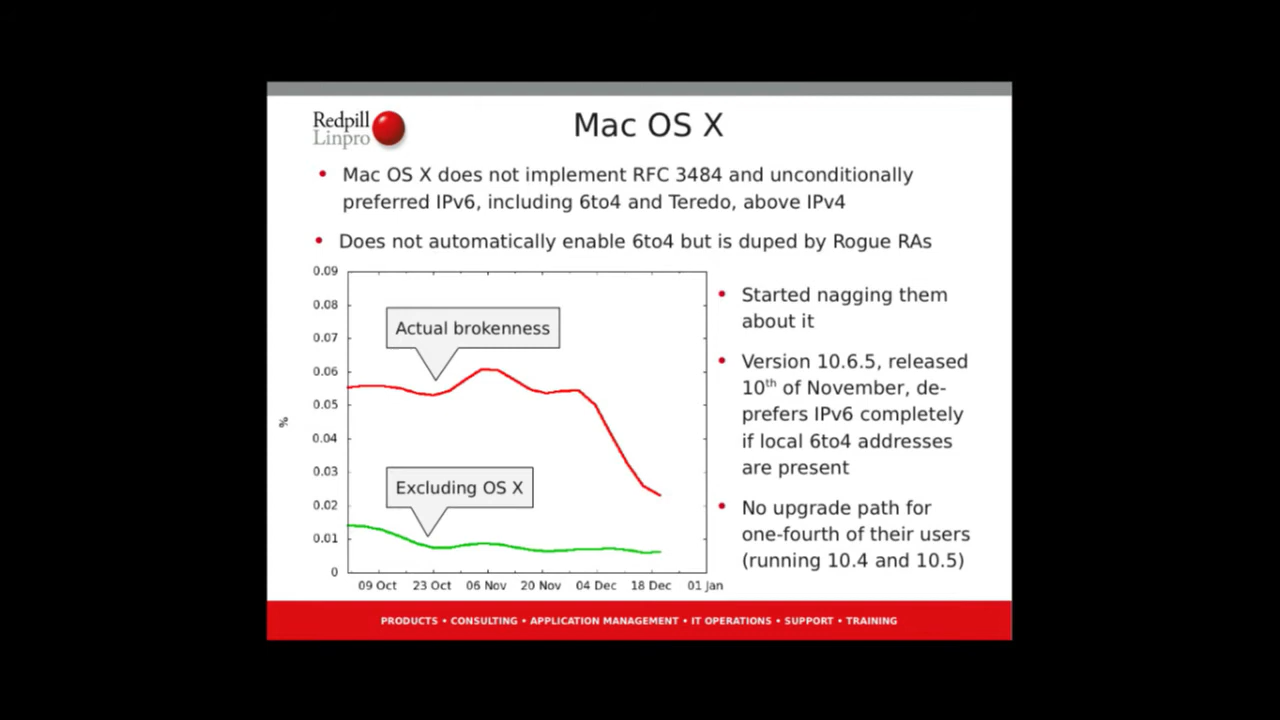 Redpill
Linpro
Mac OS X
• Mac OS X does not implement RFC 3484 and unconditionally
preferred IPv6, including 6to4 and Teredo, above IPv4
• Does not automatically enable 6to4 but is duped by Rogue RAs
0.09
0.08
0.07
0.06
0.05
0.04
0.03
0.02
0.01
0
%
Actual brokenness
Excluding OS X
09 Oct 23 Oct 06 Nov 20 Nov 04 Dec 18 Dec 01 Jan
• Started nagging them
about it
• Version 10.6.5, released
10th of November, de-
prefers IPv6 completely
if local 6to4 addresses
are present
• No upgrade path for
one-fourth of their users
(running 10.4 and 10.5)
PRODUCTS • CONSULTING • APPLICATION MANAGEMENT • IT OPERATIONS • SUPPORT • TRAINING